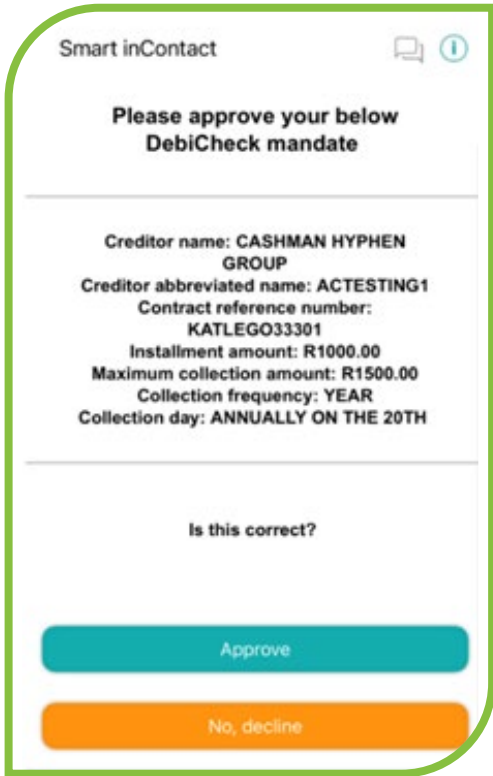 Smart inContact
Please approve your below
DebiCheck mandate
Creditor name: CASHMAN HYPHEN
GROUP
Creditor abbreviated name: ACTESTING1
Contract reference number:
KATLEGO33301
Installment amount: R1000.00
Maximum collection amount: R1500.00
Collection frequency: YEAR
Collection day: ANNUALLY ON THE 20TH
Is this correct?
Approve
No, decline